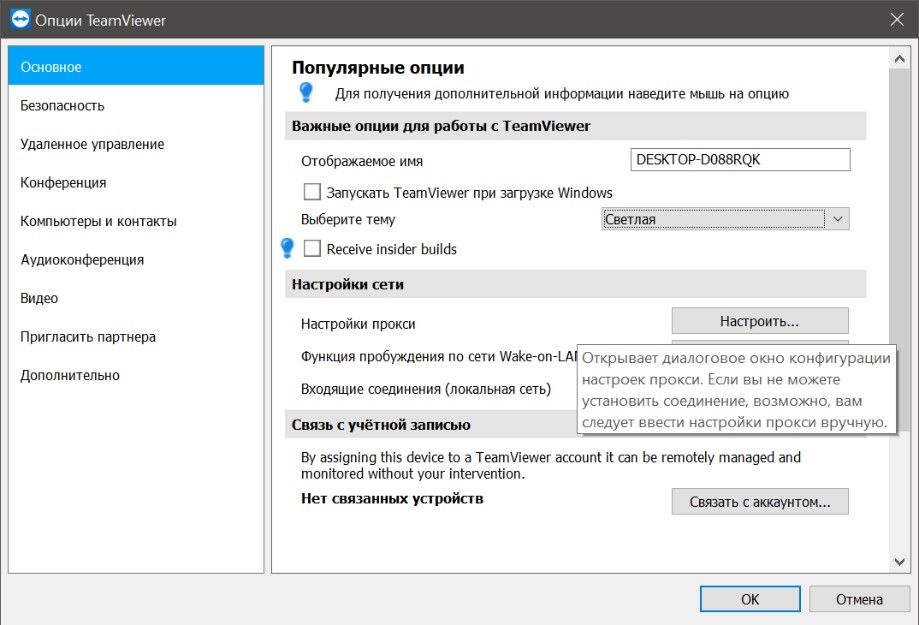 Опции TeamViewer
Основное
Безопасность
Удаленное управление
Конференция
Компьютеры и контакты
Аудиоконференция
Видео
Пригласить партнера
Дополнительно
Популярные опции
Для получения дополнительной информации наведите мышь на опцию
Важные опции для работы с TeamViewer
Отображаемое имя
DESKTOP-D088RQK
Запускать TeamViewer при загрузке Windows
Выберите тему
Светлая
Receive insider builds
Настройки сети
Настройки прокси
Настроить...
Функция пробуждения по сети Wake-on-LAN
Входящие соединения (локальная сеть)
Открывает диалоговое окно конфигурации
настроек прокси. Если вы не можете
установить соединение, возможно, вам
следует ввести настройки прокси вручную.
Связь с учётной записью
By assigning this device to a TeamViewer account it can be remotely managed and
monitored without your intervention.
Нет связанных устройств
Связать с аккаунтом...
OK
Отмена